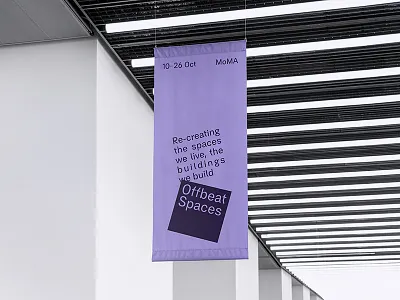 10-26 Oct MoMA
Re-creating
the spaces
we live, the
buildings
we build
Offbeat
Spaces